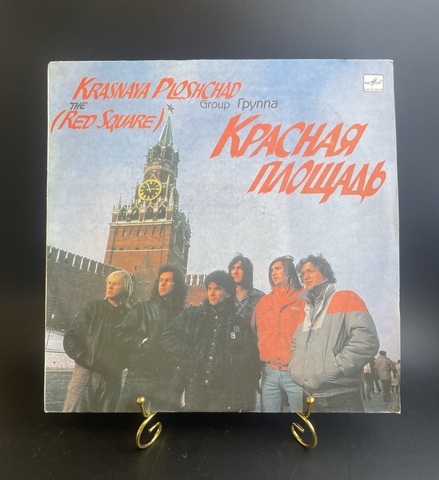 KRASNAYA PLOSHCHAD
THE Group Группа
(RED SQUARE)
КРАСНАЯ
ПЛОЩАДЬ